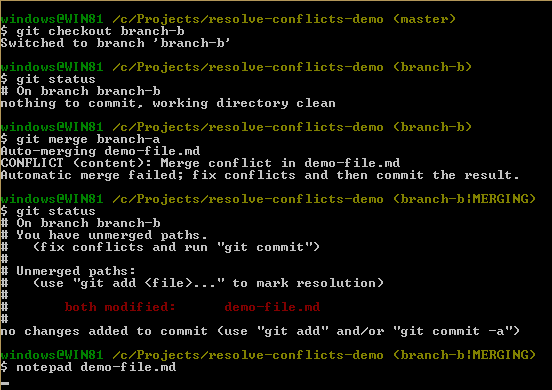 windows@WIN81 /c/Projects/resolve-conflicts-demo (master)
$ git checkout branch-b
Switched to branch 'branch-b'
windows@WIN81 /c/Projects/resolve-conflicts-demo (branch-b)
$ git status
# On branch branch-b
nothing to commit, working directory clean
windows@WIN81 /c/Projects/resolve-conflicts-demo (branch-b)
$ git merge branch-a
Auto-merging demo-file.md
CONFLICT (content): Merge conflict in demo-file.md
Automatic merge failed; fix conflicts and then commit the result.
windows@WIN81 /c/Projects/resolve-conflicts-demo (branch-b|MERGING)
$ git status
# On branch branch-b
# You have unmerged paths.
#   (fix conflicts and run "git commit")
#
# Unmerged paths:
#   (use "git add <file>..." to mark resolution)
#
#       both modified:      demo-file.md
#
no changes added to commit (use "git add" and/or "git commit -a")
windows@WIN81 /c/Projects/resolve-conflicts-demo (branch-b|MERGING)
$ notepad demo-file.md